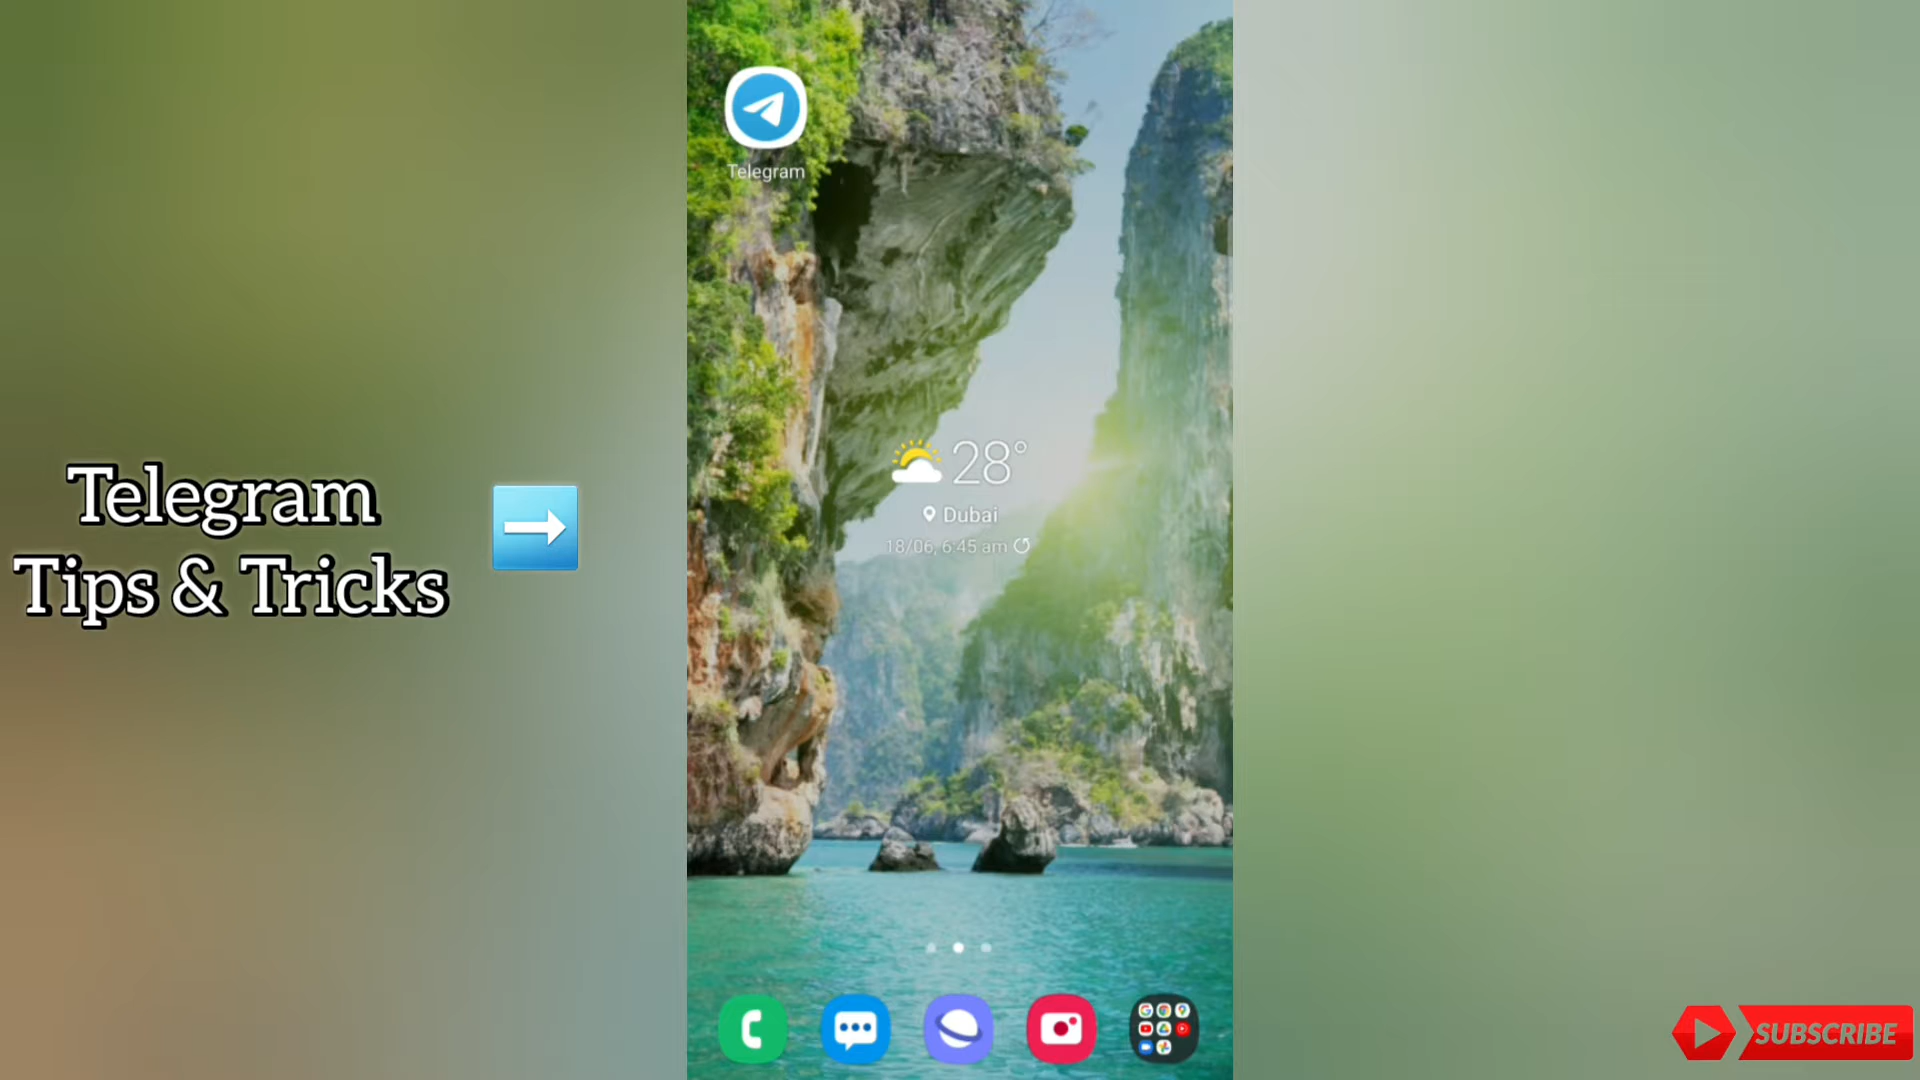 Telegram
28°
Dubai
18/06, 6:45 am
Telegram
Tips & Tricks
SUBSCRIBE